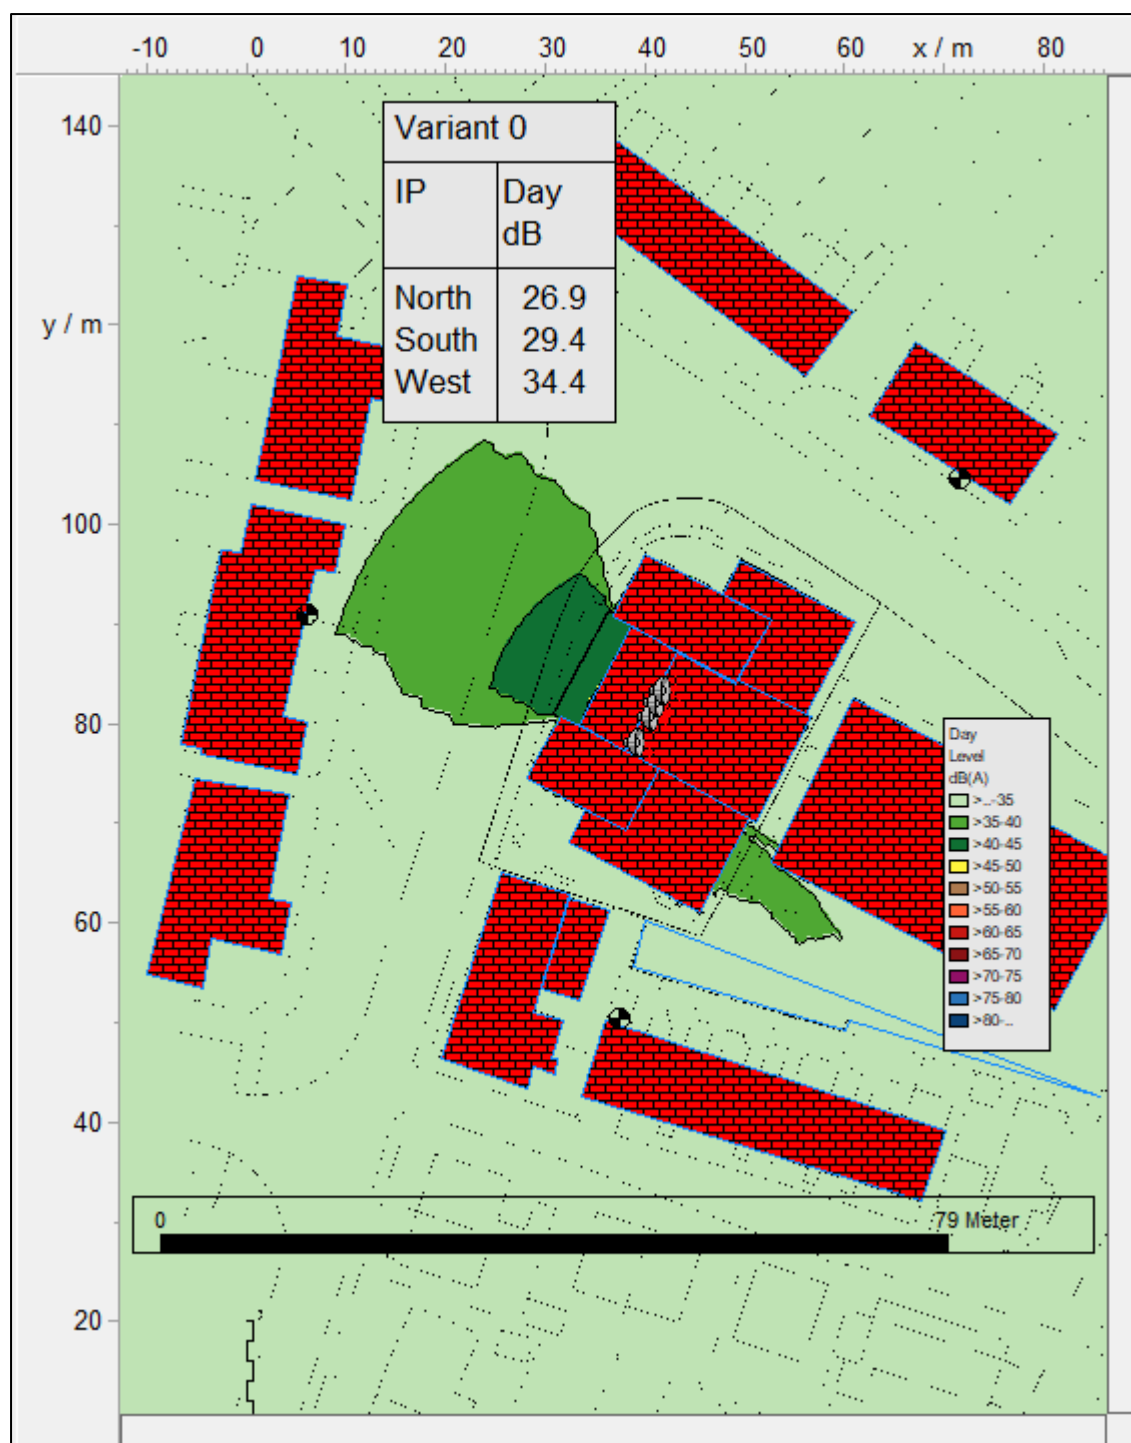 -10 0 10 20 30 40 50 60 x / m 80
140
y / m
100
80
60
40
20
Variant 0
IP Day
dB
North 26.9
South 29.4
West 34.4
Day
Level
dB(A)
>..-35
>35-40
>40-45
>45-50
>50-55
>55-60
>60-65
>65-70
>70-75
>75-80
>80-..
0 79 Meter